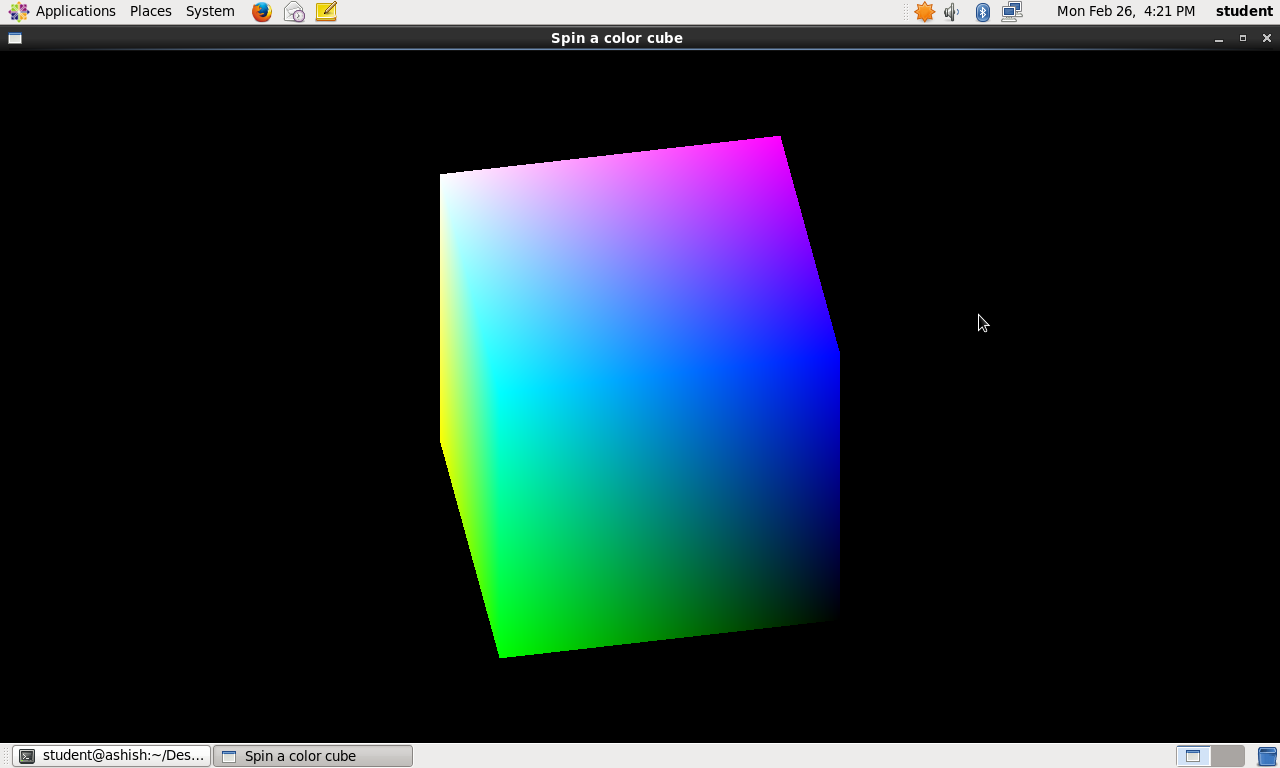 Applications Places System Mon Feb 26, 4:21 PM student
Spin a color cube
student@ashish:~/Des... Spin a color cube